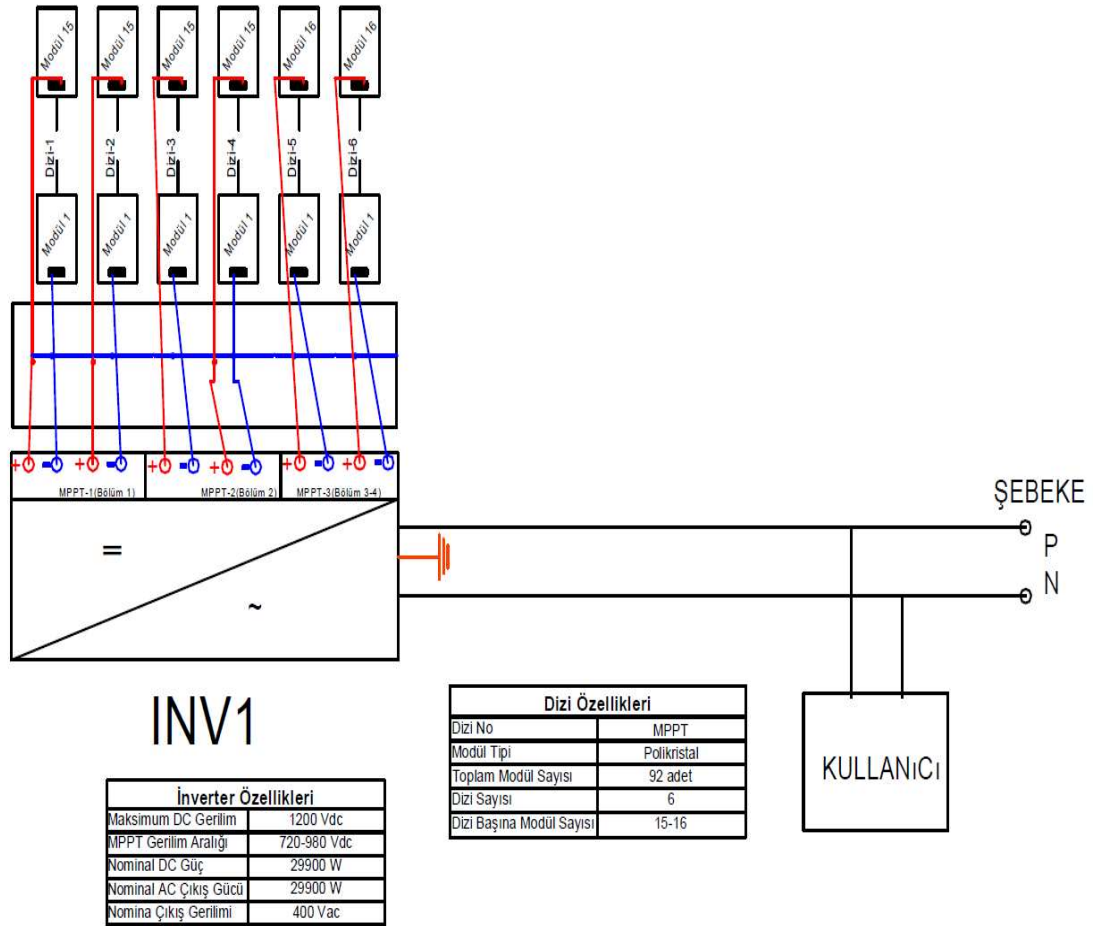 Modül 15 Modül 15 Modül 15 Modül 15 Modül 16 Modül 16
Dizi-1 Dizi-2 Dizi-3 Dizi-4 Dizi-5 Dizi-6
Modül 1 Modül 1 Modül 1 Modül 1 Modül 1 Modül 1
+ - + - + - + - + - + -
MPPT-1(Bölüm 1) MPPT-2(Bölüm 2) MPPT-3(Bölüm 3-4)
=
~
ŞEBEKE
P
N
INV1
KULLANıCı
Dizi Özellikleri
Dizi No MPPT
Modül Tipi Polikristal
Toplam Modül Sayısı 92 adet
Dizi Sayısı 6
Dizi Başına Modül Sayısı 15-16
İnverter Özellikleri
Maksimum DC Gerilim 1200 Vdc
MPPT Gerilim Aralığı 720-980 Vdc
Nominal DC Güç 29900 W
Nominal AC Çıkış Gücü 29900 W
Nomina Çıkış Gerilimi 400 Vac